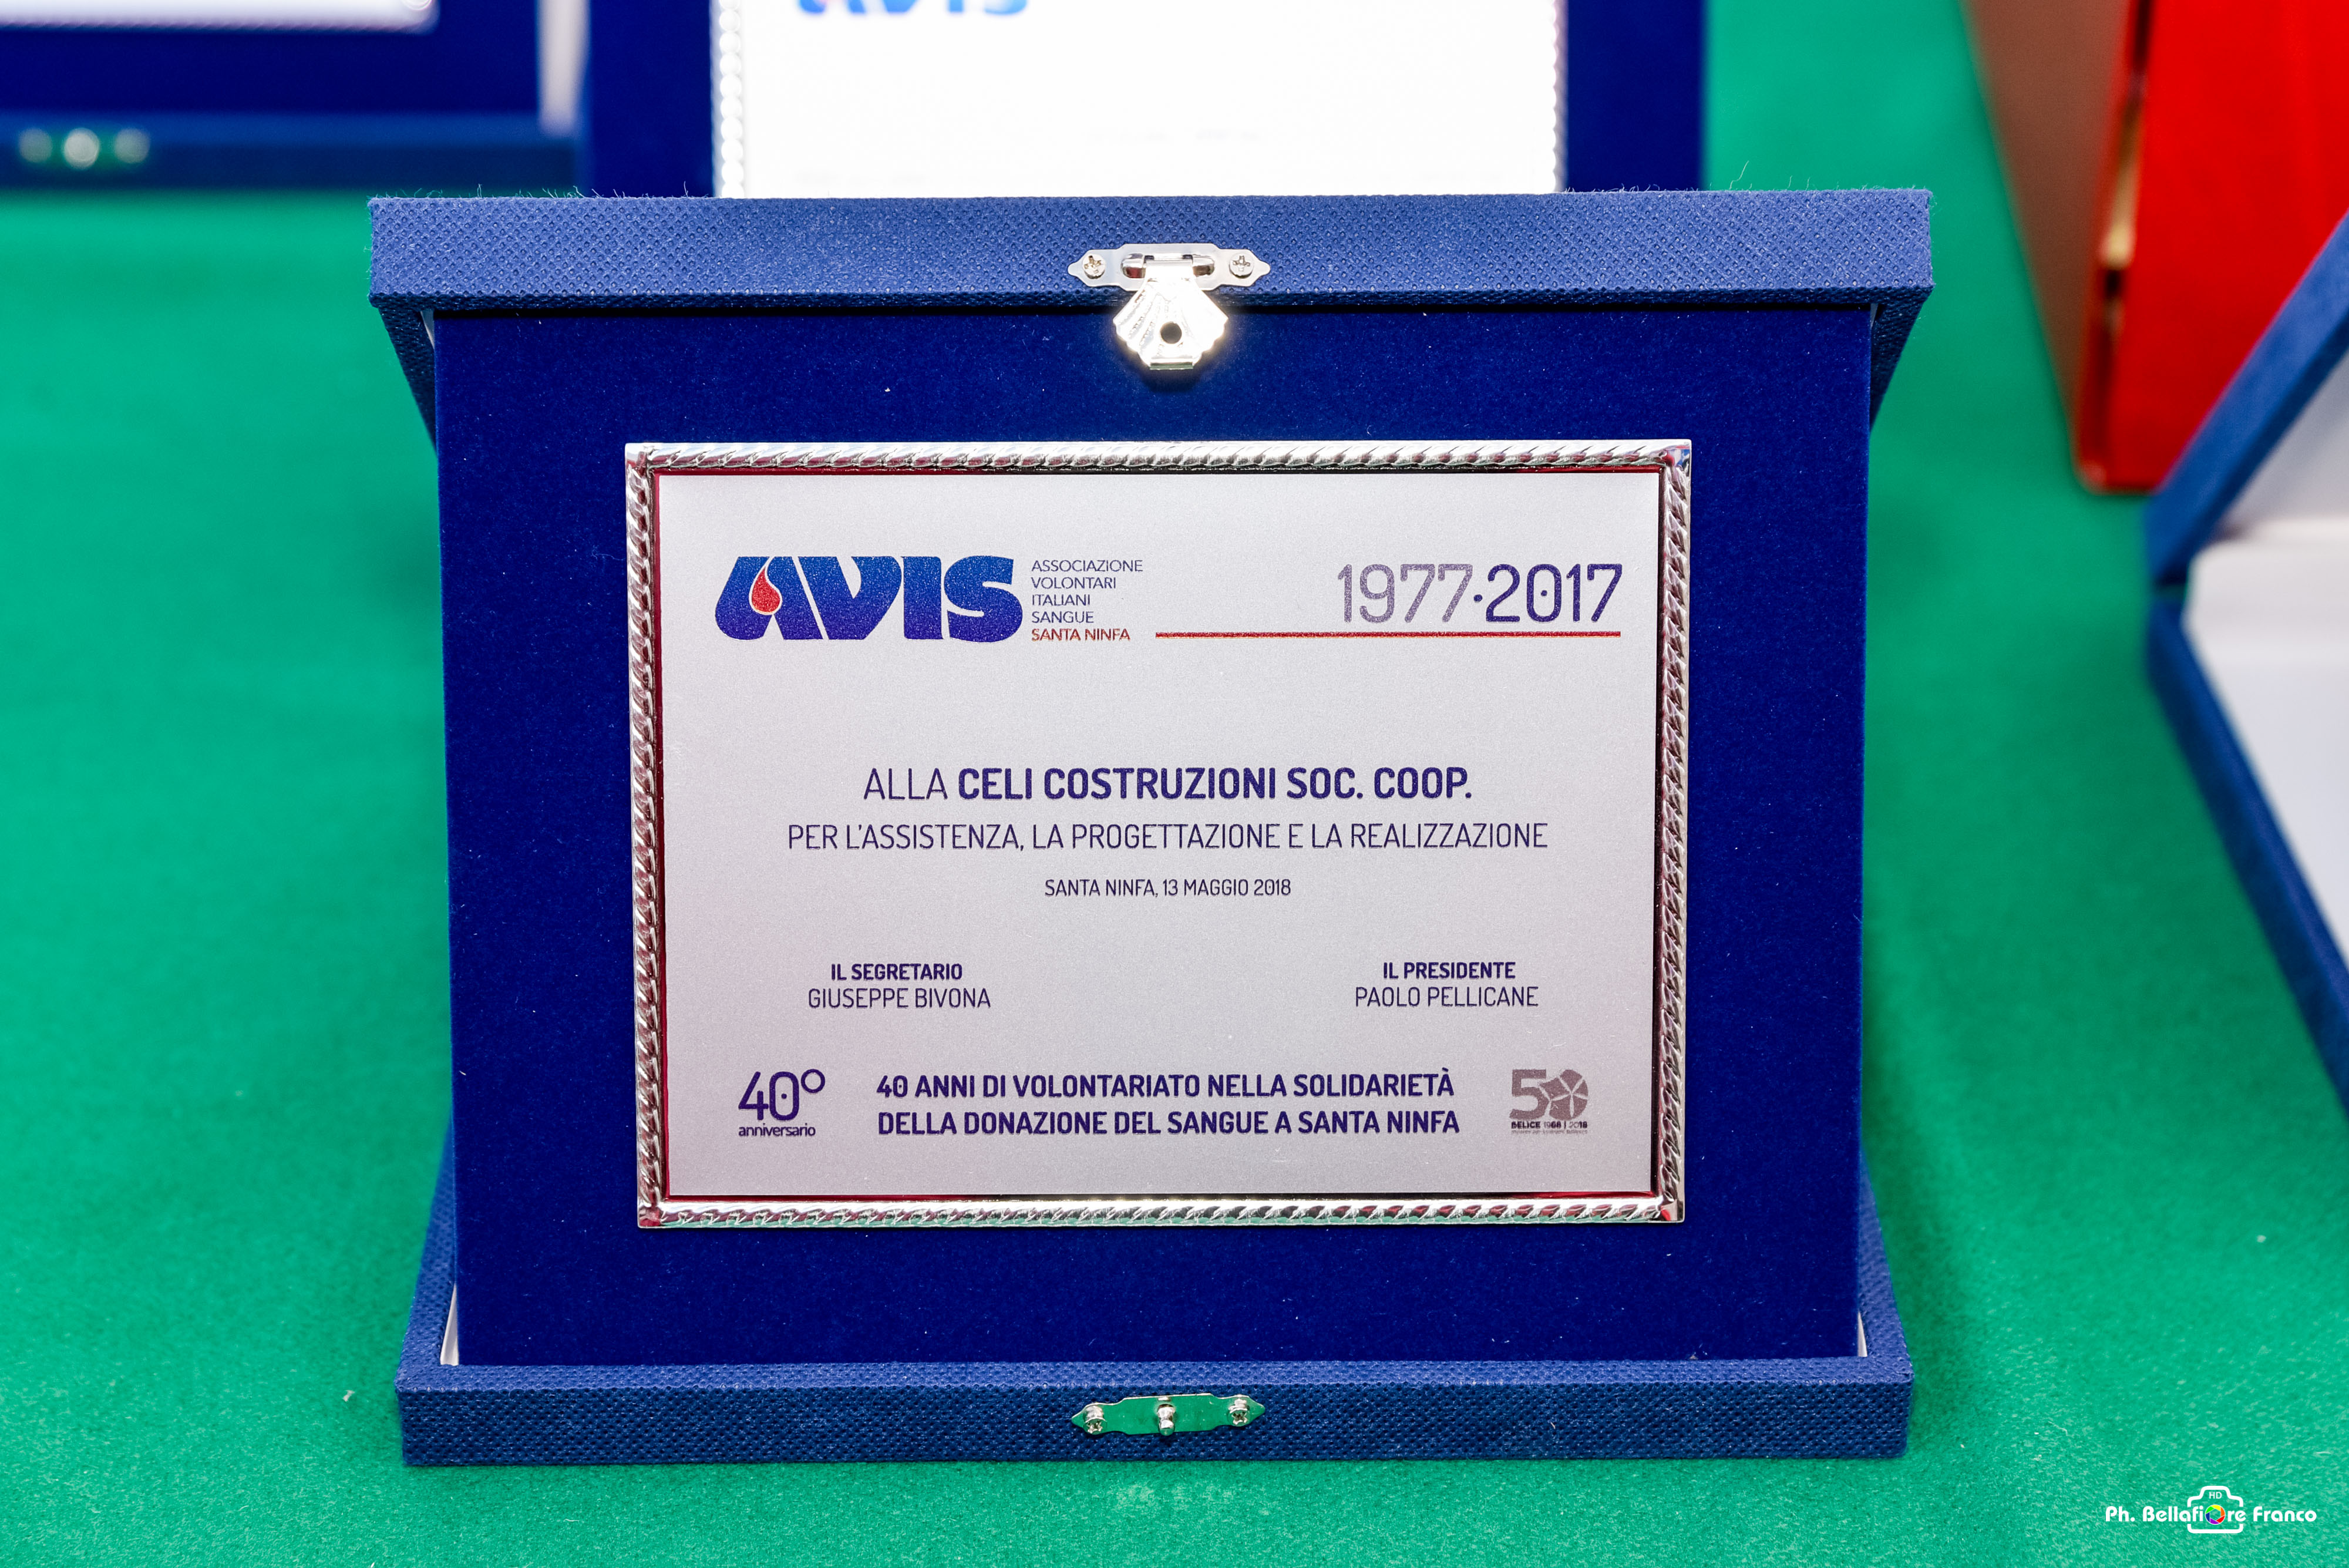 AVIS
AVIS
ASSOCIAZIONE
VOLONTARI
ITALIANI
SANGUE
SANTA NINFA
1977·2017
ALLA CELI COSTRUZIONI SOC. COOP.
PER L'ASSISTENZA, LA PROGETTAZIONE E LA REALIZZAZIONE
SANTA NINFA, 13 MAGGIO 2018
IL SEGRETARIO
GIUSEPPE BIVONA
IL PRESIDENTE
PAOLO PELLICANE
40°
anniversario
40 ANNI DI VOLONTARIATO NELLA SOLIDARIETÀ
DELLA DONAZIONE DEL SANGUE A SANTA NINFA
50
BELICE 1968 | 2018
HD
Ph. Bellafiore Franco